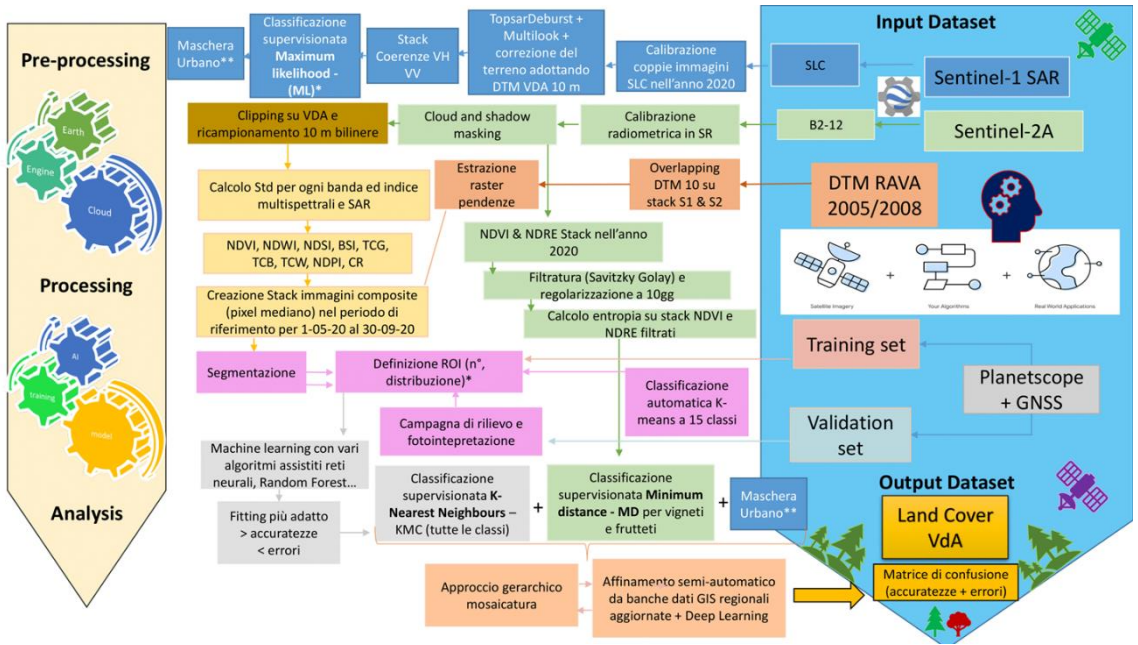 Pre-processing
Earth
Engine
Cloud
Processing
AI
training
model
Analysis
Maschera
Urbano**
Classificazione
supervisionata
Maximum
likelihood -
(ML)*
Stack
Coerenze VH
VV
TopsarDeburst +
Multilook +
correzione del
terreno adottando
DTM VDA 10 m
Calibrazione
coppie immagini
SLC nell'anno 2020
Clipping su VDA e
ricampionamento 10 m bilinere
Cloud and shadow
masking
Calibrazione
radiometrica in SR
Calcolo Std per ogni banda ed indice
multispettrali e SAR
Estrazione
raster
pendenze
Overlapping
DTM 10 su
stack S1 & S2
NDVI, NDWI, NDSI, BSI, TCG,
TCB, TCW, NDPI, CR
NDVI & NDRE Stack nell'anno
2020
Creazione Stack immagini composite
(pixel mediano) nel periodo di
riferimento per 1-05-20 al 30-09-20
Filtratura (Savitzky Golay) e
regolarizzazione a 10gg
Calcolo entropia su stack NDVI e
NDRE filtrati
Segmentazione
Definizione ROI (n°,
distribuzione)*
Classificazione
automatica K-
means a 15 classi
Campagna di rilievo e
fotointepretazione
Machine learning con vari
algoritmi assistiti reti
neurali, Random Forest...
Fitting più adatto
> accuratezze
< errori
Classificazione
supervisionata K-
Nearest Neighbours –
KMC (tutte le classi)
+
Classificazione
supervisionata Minimum
distance - MD per vigneti
e frutteti
+
Maschera
Urbano**
Approccio gerarchico
mosaicatura
Affinamento semi-automatico
da banche dati GIS regionali
aggiornate + Deep Learning
Input Dataset
SLC
Sentinel-1 SAR
B2-12
Sentinel-2A
DTM RAVA
2005/2008
+
+
Satellite Imagery
Your Algorithms
Real World Applications
Training set
Planetscope
+ GNSS
Validation
set
Output Dataset
Land Cover
VdA
Matrice di confusione
(accuratezze + errori)